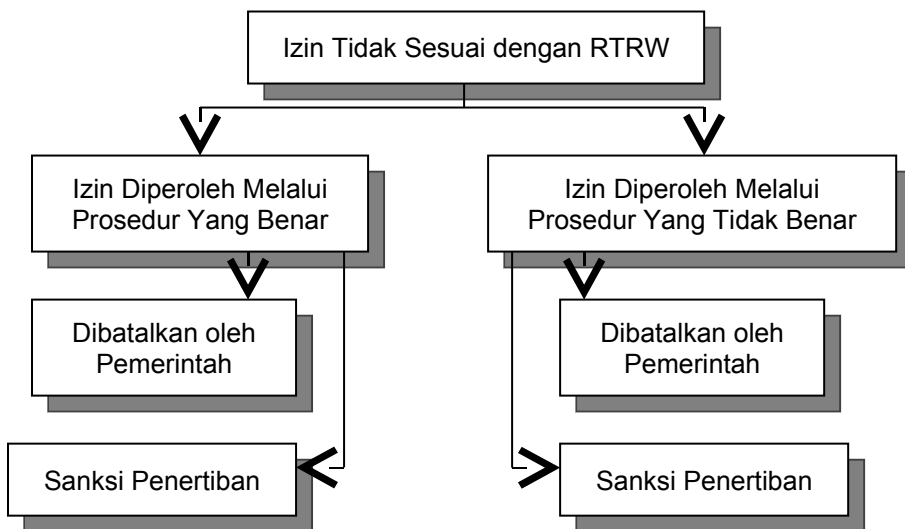 Izin Tidak Sesuai dengan RTRW
Izin Diperoleh Melalui
Prosedur Yang Benar
Izin Diperoleh Melalui
Prosedur Yang Tidak Benar
Dibatalkan oleh
Pemerintah
Dibatalkan oleh
Pemerintah
Sanksi Penertiban
Sanksi Penertiban